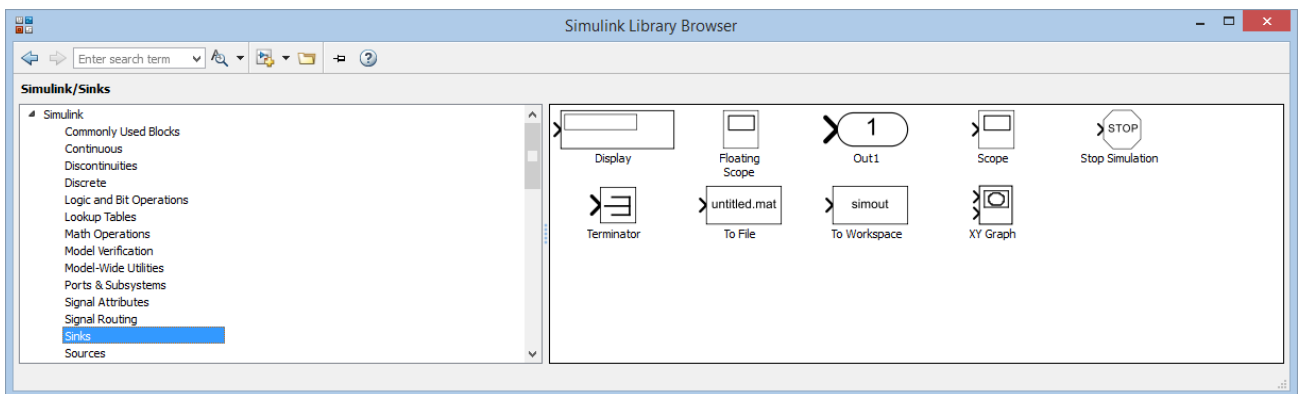 Simulink Library Browser
Enter search term
Simulink/Sinks
Simulink
Commonly Used Blocks
Continuous
Discontinuities
Discrete
Logic and Bit Operations
Lookup Tables
Math Operations
Model Verification
Model-Wide Utilities
Ports & Subsystems
Signal Attributes
Signal Routing
Sinks
Sources
1
STOP
Display
Floating
Scope
Out1
Scope
Stop Simulation
untitled.mat
simout
Terminator
To File
To Workspace
XY Graph